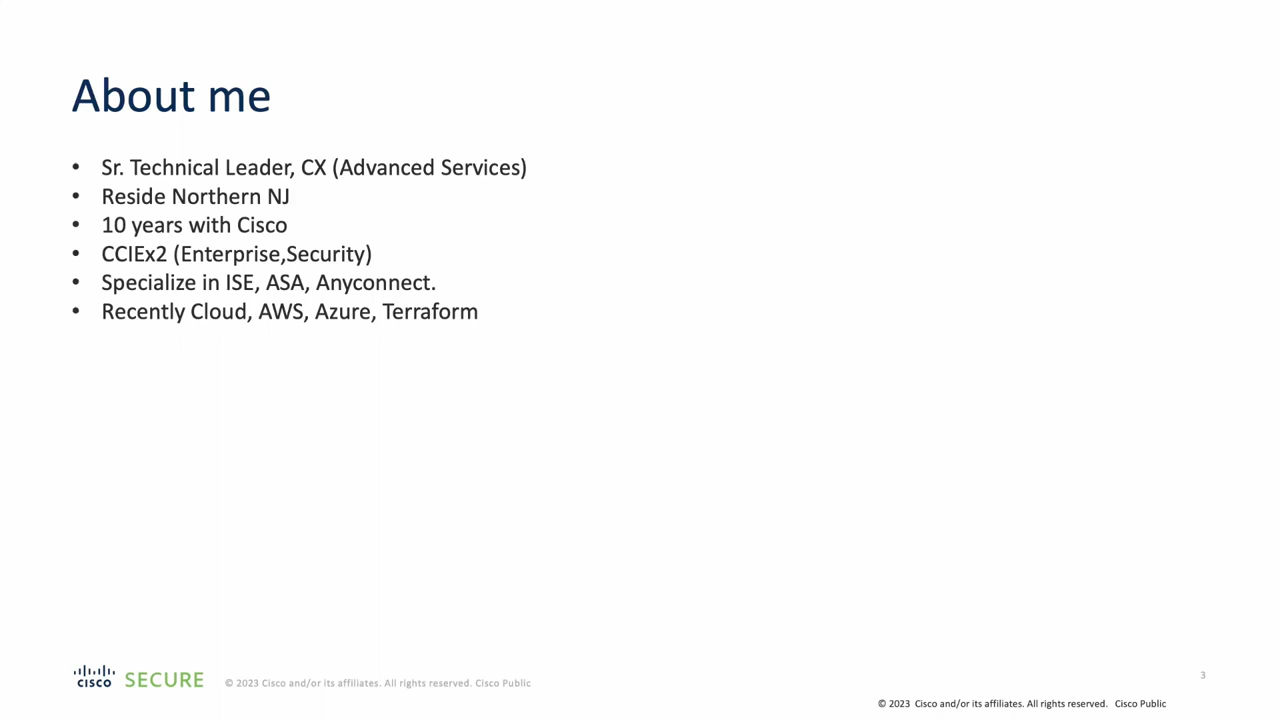 About me
• Sr. Technical Leader, CX (Advanced Services)
• Reside Northern NJ
• 10 years with Cisco
• CCIEx2 (Enterprise,Security)
• Specialize in ISE, ASA, Anyconnect.
• Recently Cloud, AWS, Azure, Terraform
CISCO SECURE © 2023 Cisco and/or its affiliates. All rights reserved. Cisco Public
3
© 2023 Cisco and/or its affiliates. All rights reserved. Cisco Public